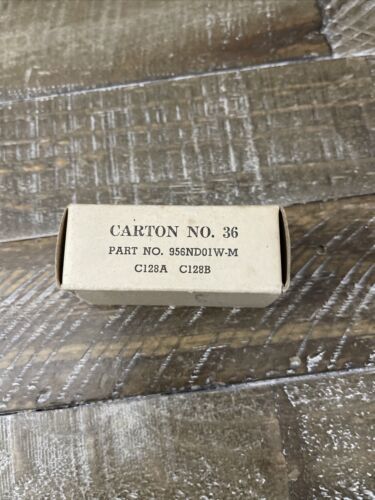 CARTON NO. 36
PART NO. 956ND01W-M
C128A C128B